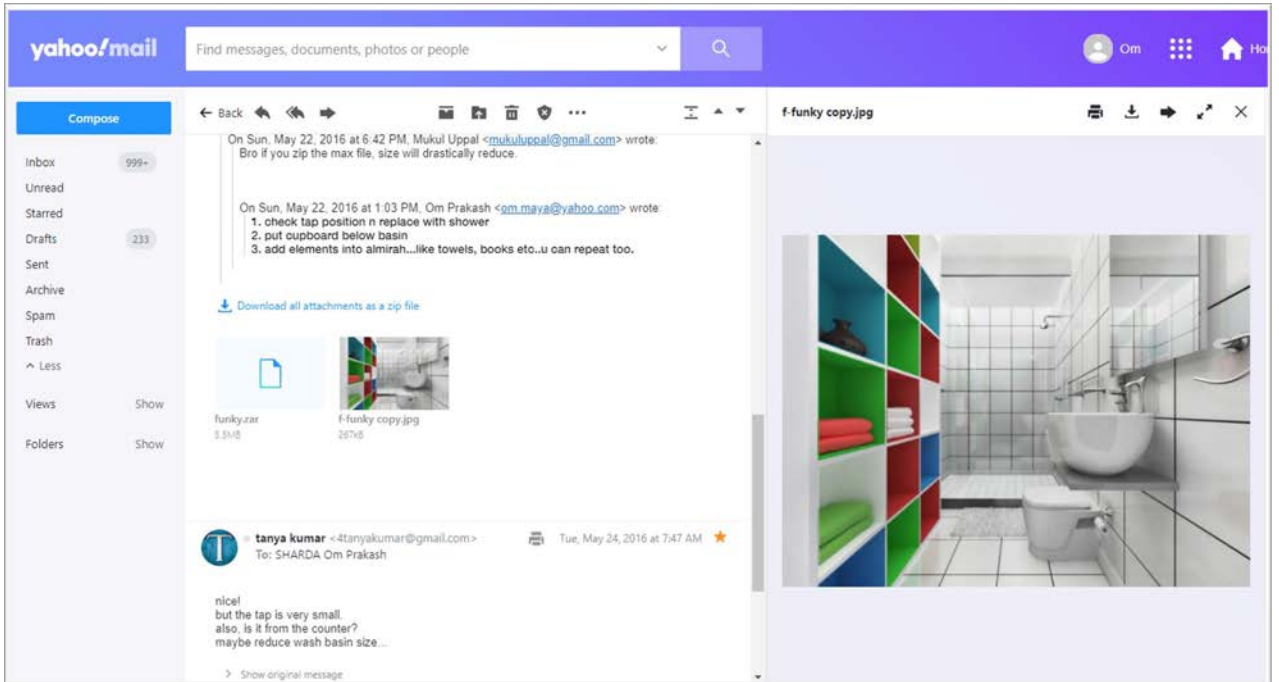 yahoo!mail
Find messages, documents, photos or people
Om
Ho
Compose
Inbox 999+
Unread
Starred
Drafts 233
Sent
Archive
Spam
Trash
Less
Views Show
Folders Show
Back
On Sun, May 22, 2016 at 6:42 PM, Mukul Uppal <mukuluppal@gmail.com> wrote:
Bro if you zip the max file, size will drastically reduce.
On Sun, May 22, 2016 at 1:03 PM, Om Prakash <om.maya@yahoo.com> wrote:
1. check tap position n replace with shower
2. put cupboard below basin
3. add elements into almirah...like towels, books etc..u can repeat too.
Download all attachments as a zip file
funky.rar
5.5MB
f-funky copy.jpg
267kB
T
tanya kumar <4tanyakumar@gmail.com> Tue, May 24, 2016 at 7:47 AM
To: SHARDA Om Prakash
nice!
but the tap is very small.
also, is it from the counter?
maybe reduce wash basin size...
Show original message
f-funky copy.jpg